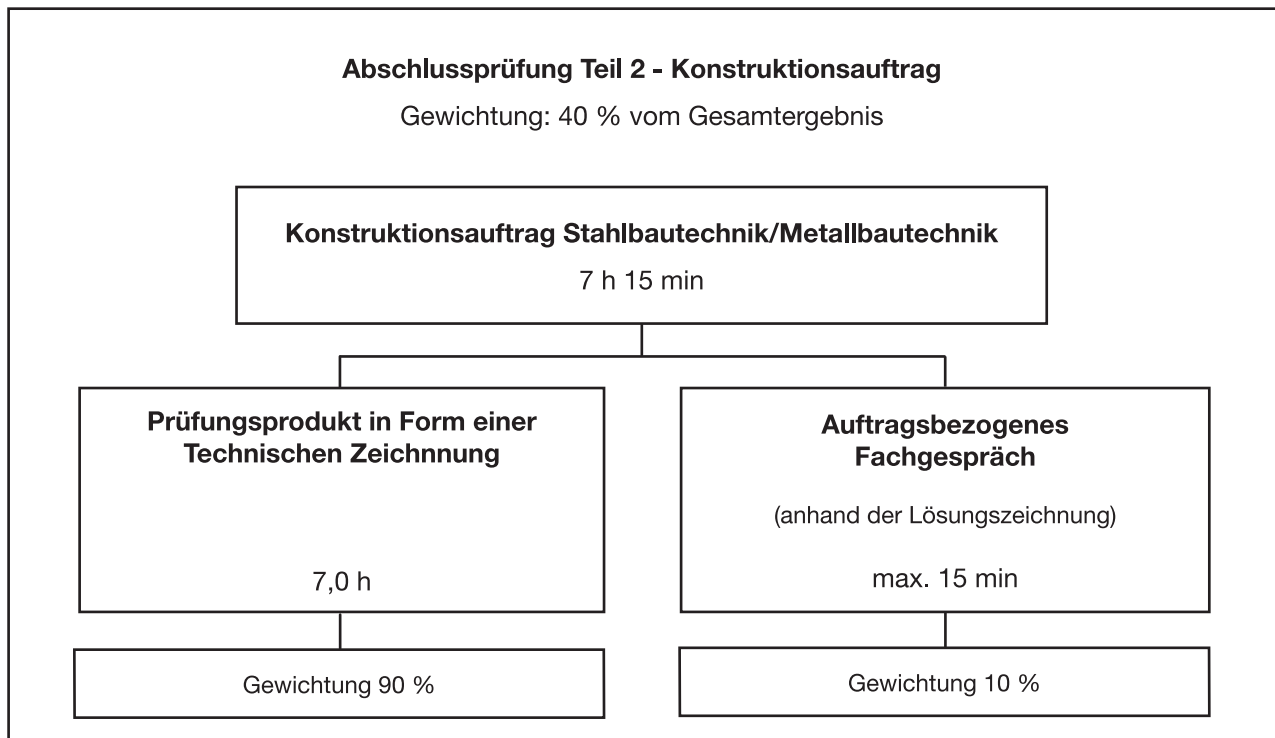 Abschlussprüfung Teil 2 - Konstruktionsauftrag
Gewichtung: 40 % vom Gesamtergebnis
Konstruktionsauftrag Stahlbautechnik/Metallbautechnik
7 h 15 min
Prüfungsprodukt in Form einer
Technischen Zeichnnung
7,0 h
Gewichtung 90 %
Auftragsbezogenes
Fachgespräch
(anhand der Lösungszeichnung)
max. 15 min
Gewichtung 10 %